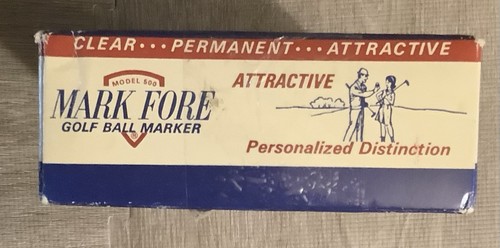 CLEAR • • • PERMANENT • • • ATTRACTIVE
MODEL 500
MARK FORE
GOLF BALL MARKER
ATTRACTIVE
Personalized Distinction